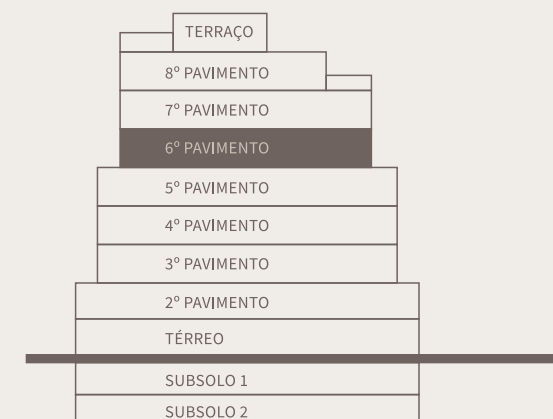 TERRAÇO
8º PAVIMENTO
7º PAVIMENTO
6º PAVIMENTO
5º PAVIMENTO
4º PAVIMENTO
3º PAVIMENTO
2º PAVIMENTO
TÉRREO
SUBSOLO 1
SUBSOLO 2